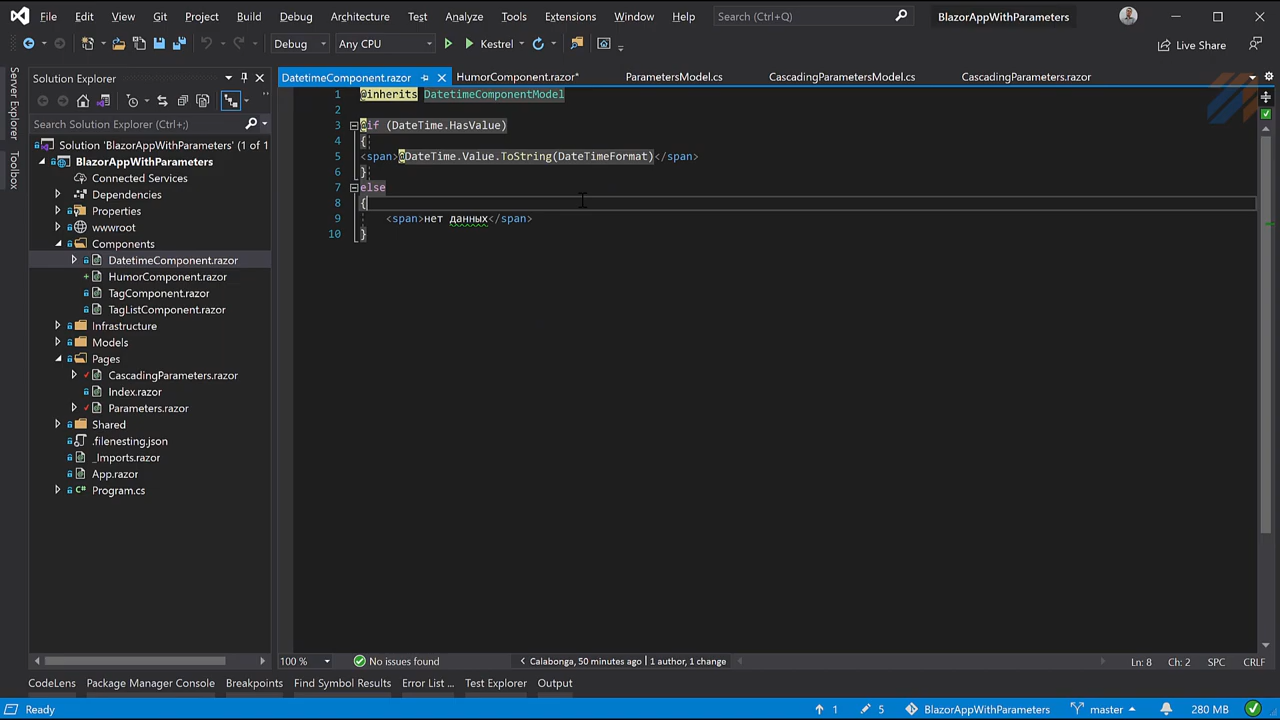 File Edit View Git Project Build Debug Architecture Test Analyze Tools Extensions Window Help Search (Ctrl+Q) BlazorAppWithParameters
Debug Any CPU Kestrel Live Share
Server Explorer
Toolbox
Solution Explorer
Search Solution Explorer (Ctrl+;)
Solution 'BlazorAppWithParameters' (1 of 1
BlazorAppWithParameters
Connected Services
Dependencies
Properties
wwwroot
Components
DatetimeComponent.razor
HumorComponent.razor
TagComponent.razor
TagListComponent.razor
Infrastructure
Models
Pages
CascadingParameters.razor
Index.razor
Parameters.razor
Shared
.filenesting.json
_Imports.razor
App.razor
Program.cs
DatetimeComponent.razor HumorComponent.razor* ParametersModel.cs CascadingParametersModel.cs CascadingParameters.razor
1 @inherits DatetimeComponentModel
2
3 @if (DateTime.HasValue)
4 {
5 <span>@DateTime.Value.ToString(DateTimeFormat)</span>
6 }
7 else
8 {
9 <span>нет данных</span>
10 }
100 % No issues found Calabonga, 50 minutes ago | 1 author, 1 change Ln: 8 Ch: 2 SPC CRLF
CodeLens Package Manager Console Breakpoints Find Symbol Results Error List ... Test Explorer Output
Ready 1 5 BlazorAppWithParameters master 280 MB